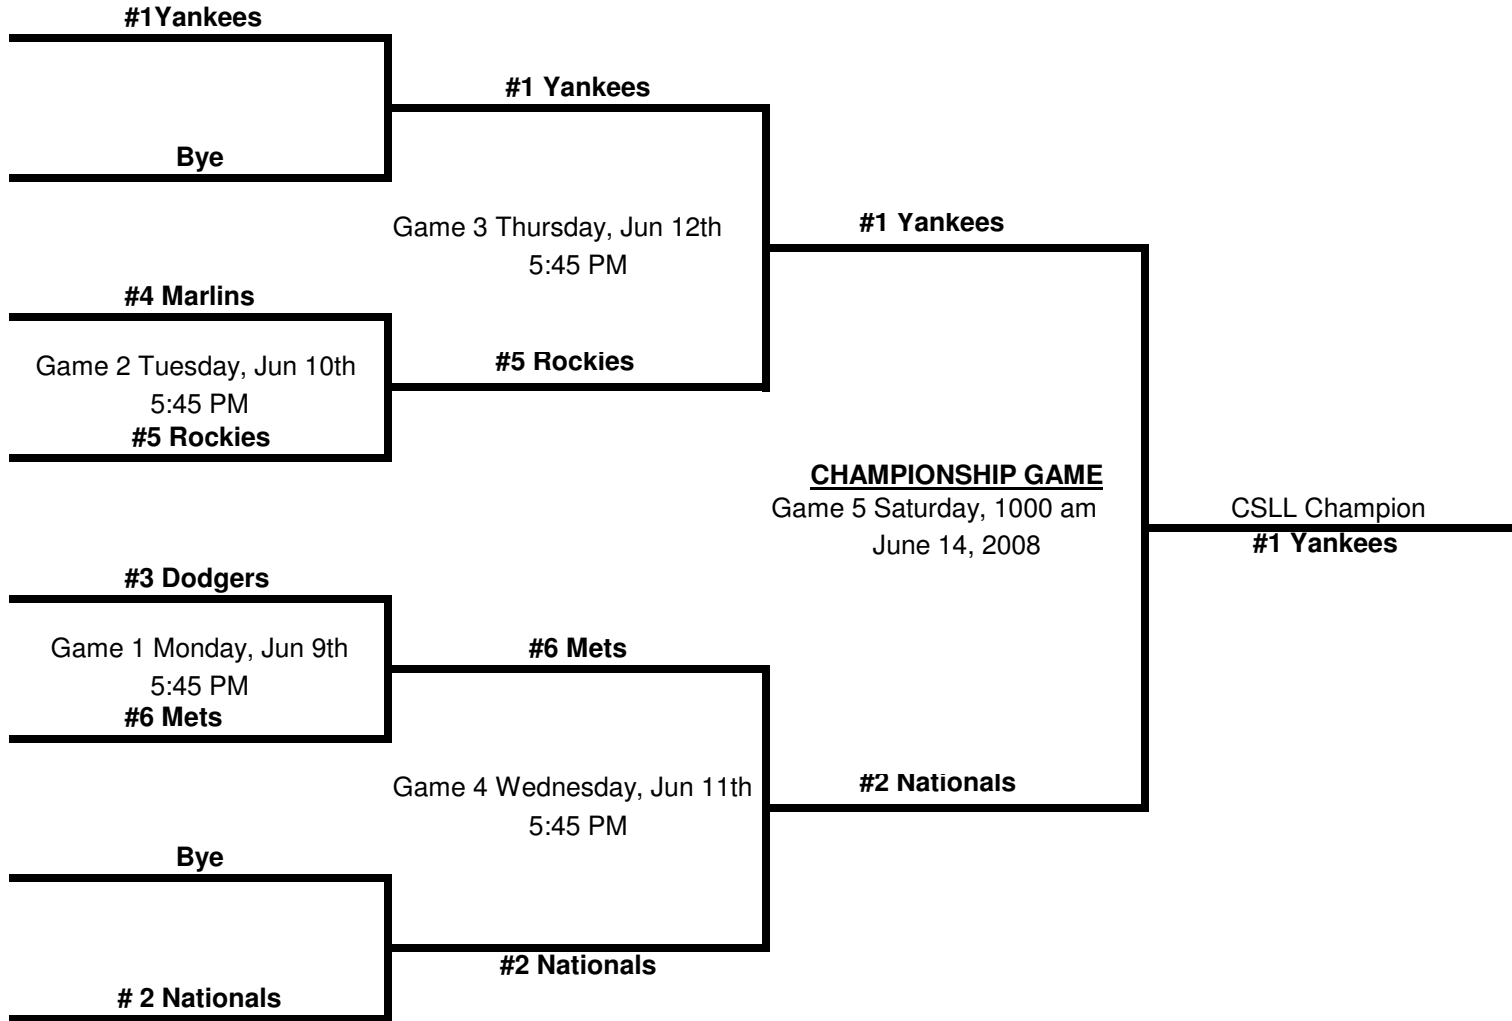 #1Yankees
#1 Yankees
Bye
Game 3 Thursday, Jun 12th
5:45 PM
#1 Yankees
#4 Marlins
Game 2 Tuesday, Jun 10th
5:45 PM
#5 Rockies
#5 Rockies
CHAMPIONSHIP GAME
Game 5 Saturday, 1000 am
June 14, 2008
CSLL Champion
#1 Yankees
#3 Dodgers
Game 1 Monday, Jun 9th
5:45 PM
#6 Mets
#6 Mets
Game 4 Wednesday, Jun 11th
5:45 PM
#2 Nationals
Bye
#2 Nationals
# 2 Nationals